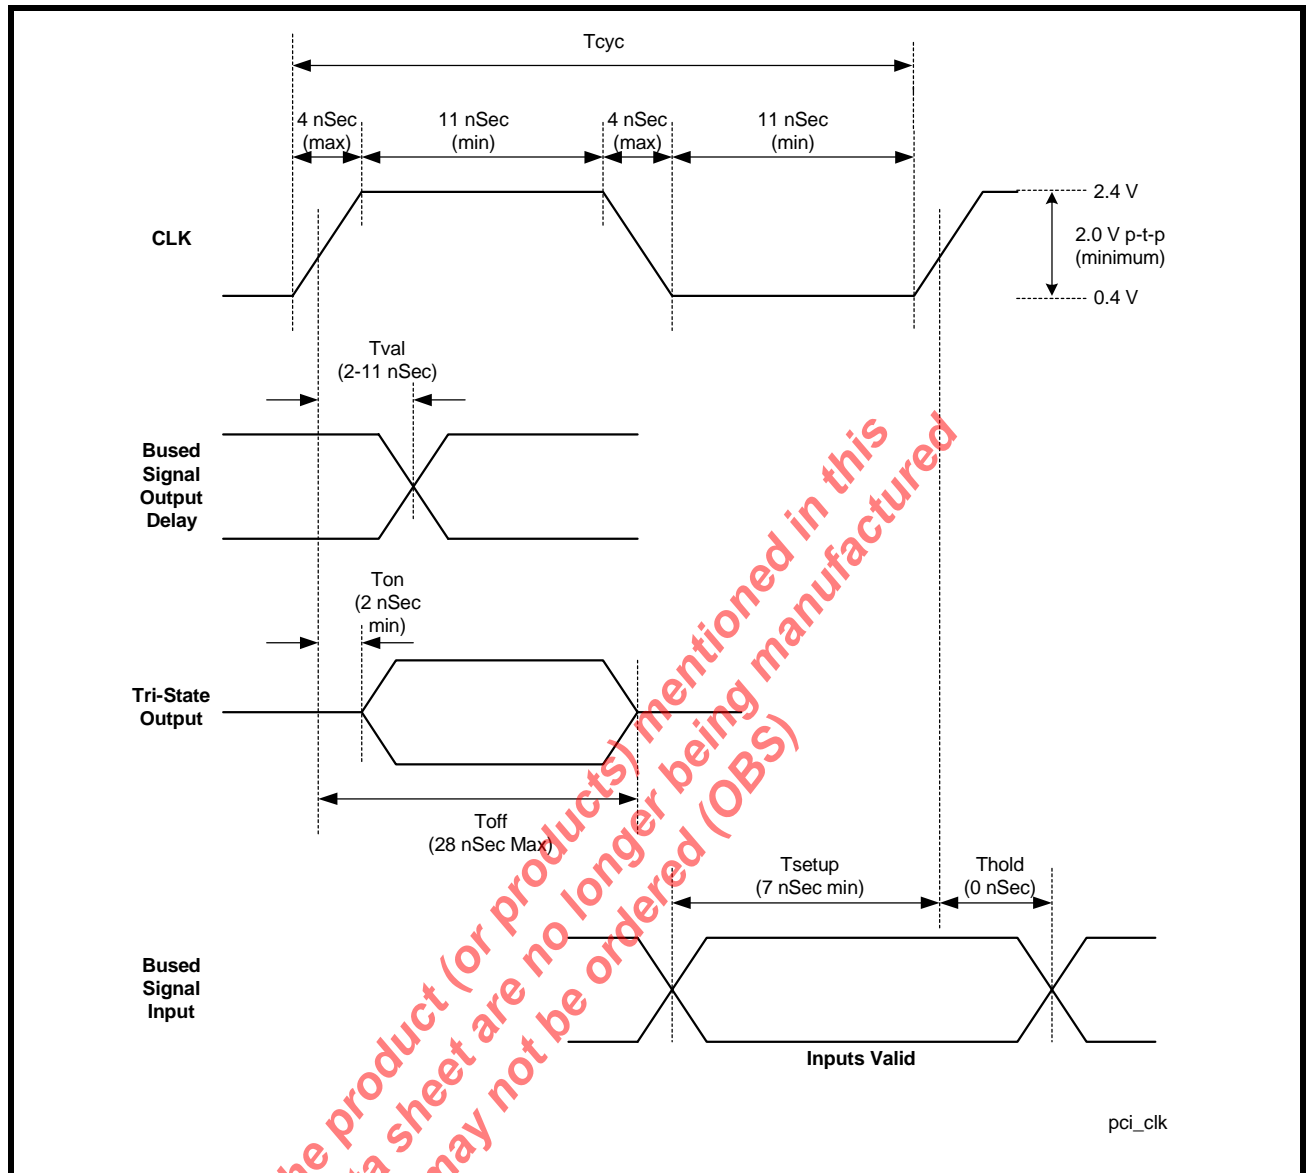 Tcyc
4 nSec
(max)
11 nSec
(min)
4 nSec
(max)
11 nSec
(min)
CLK
2.4 V
2.0 V p-t-p
(minimum)
0.4 V
Tval
(2-11 nSec)
Bused
Signal
Output
Delay
Ton
(2 nSec
min)
Tri-State
Output
Toff
(28 nSec Max)
Tsetup
(7 nSec min)
Thold
(0 nSec)
Bused
Signal
Input
Inputs Valid
pci_clk
he product (or products) mentioned in this
ta sheet are no longer being manufactured
may not be ordered (OBS)